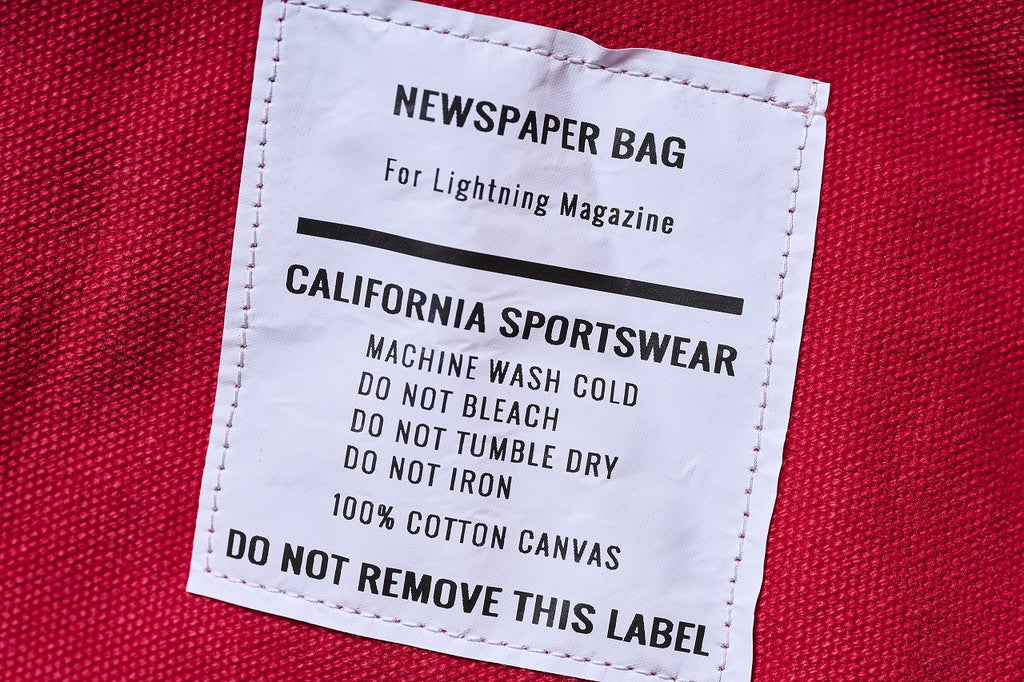 NEWSPAPER BAG
For Lightning Magazine
CALIFORNIA SPORTSWEAR
MACHINE WASH COLD
DO NOT BLEACH
DO NOT TUMBLE DRY
DO NOT IRON
100% COTTON CANVAS
DO NOT REMOVE THIS LABEL